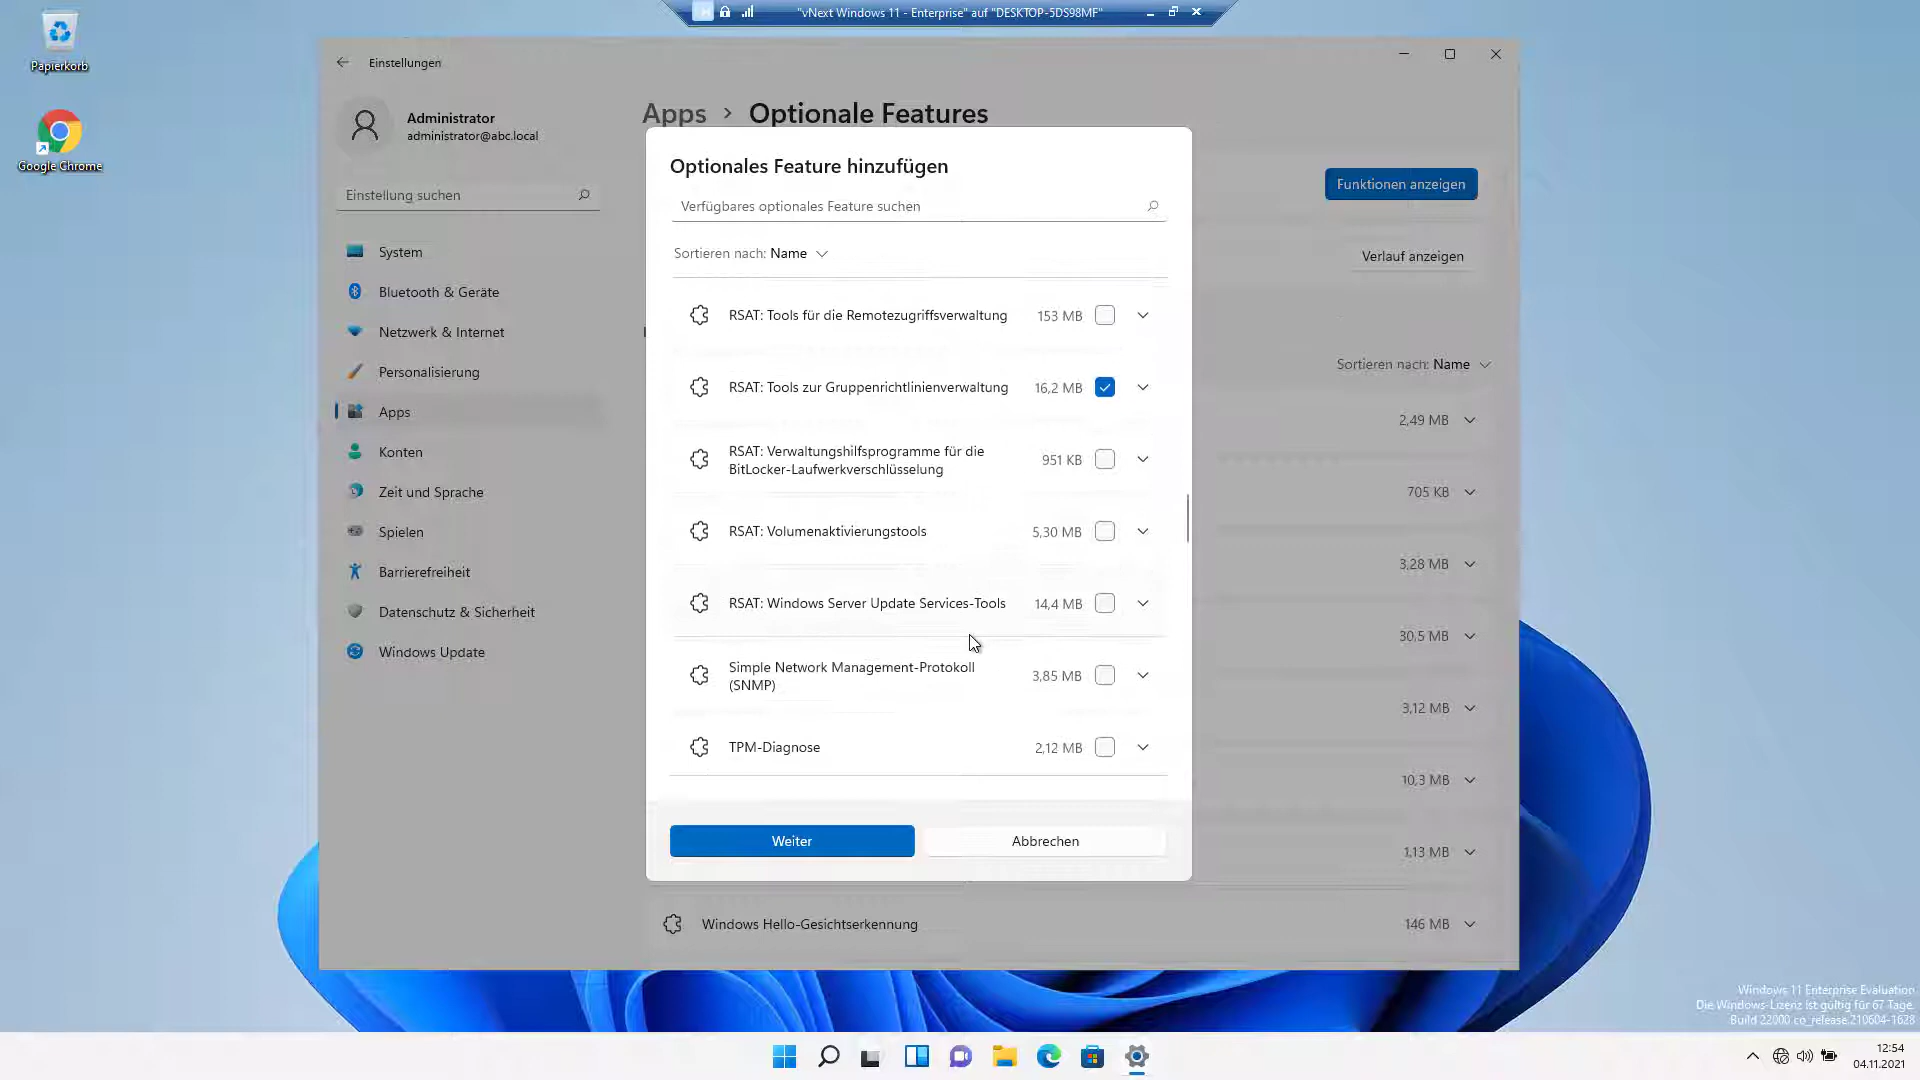 "vNext Windows 11 - Enterprise" auf "DESKTOP-5DS98MF"
Papierkorb
Google Chrome
Einstellungen
Administrator
administrator@abc.local
Einstellung suchen
System
Bluetooth & Geräte
Netzwerk & Internet
Personalisierung
Apps
Konten
Zeit und Sprache
Spielen
Barrierefreiheit
Datenschutz & Sicherheit
Windows Update
Apps > Optionale Features
Funktionen anzeigen
Verlauf anzeigen
Sortieren nach: Name
2,49 MB
705 KB
3,28 MB
30,5 MB
3,12 MB
10,3 MB
1,13 MB
Windows Hello-Gesichtserkennung 146 MB
Optionales Feature hinzufügen
Verfügbares optionales Feature suchen
Sortieren nach: Name
RSAT: Tools für die Remotezugriffsverwaltung 153 MB
RSAT: Tools zur Gruppenrichtlinienverwaltung 16,2 MB
RSAT: Verwaltungshilfsprogramme für die
BitLocker-Laufwerkverschlüsselung 951 KB
RSAT: Volumenaktivierungstools 5,30 MB
RSAT: Windows Server Update Services-Tools 14,4 MB
Simple Network Management-Protokoll
(SNMP) 3,85 MB
TPM-Diagnose 2,12 MB
Weiter
Abbrechen
Windows 11 Enterprise Evaluation
Die Windows-Lizenz ist gültig für 67 Tage.
Build 22000.co_release.210604-1628
12:54
04.11.2021